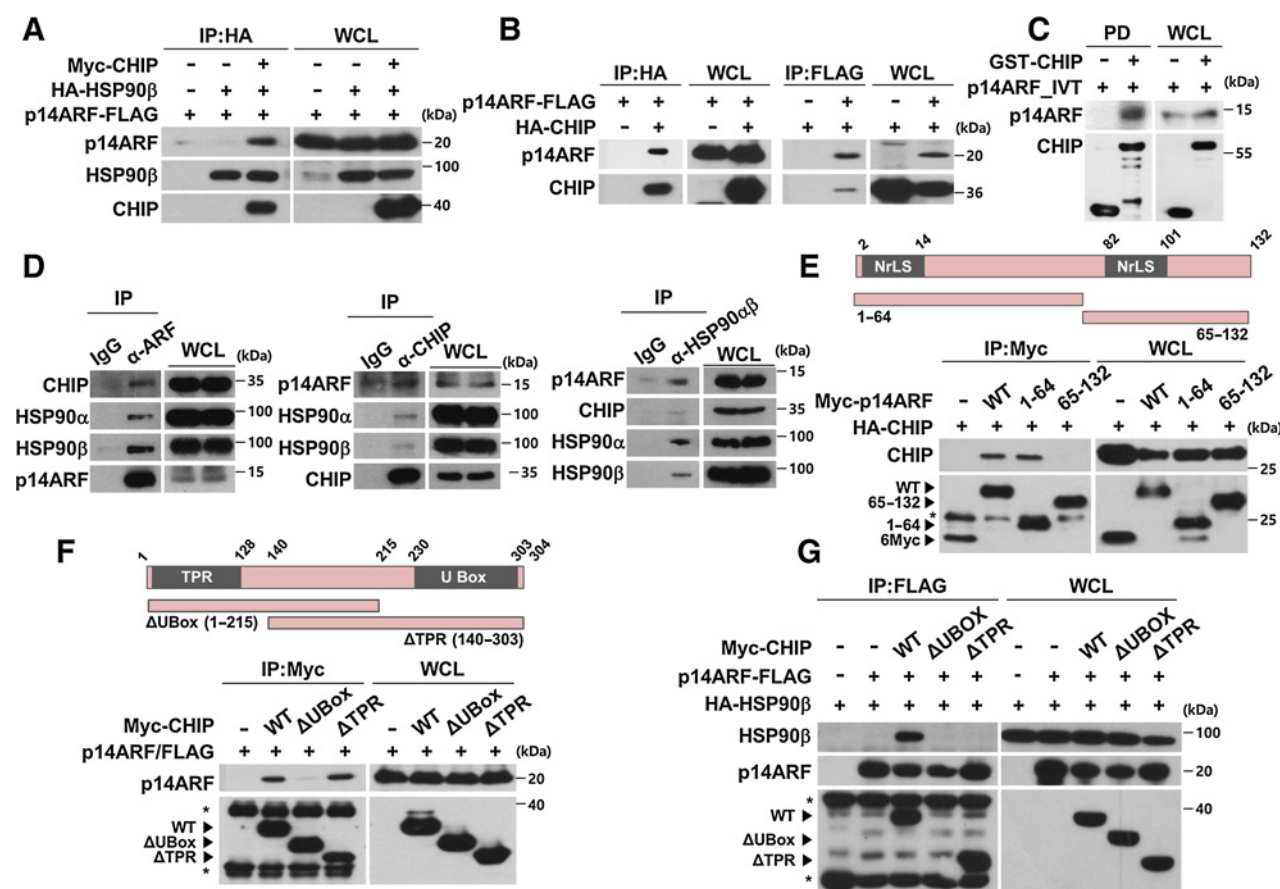 A
IP:HA WCL
Myc-CHIP - - + - - +
HA-HSP90β - + + - + +
p14ARF-FLAG + + + + + + (kDa)
p14ARF 20
HSP90β 100
CHIP 40
B
IP:HA WCL IP:FLAG WCL
p14ARF-FLAG + + + + - + - +
HA-CHIP - + - + + + + + (kDa)
p14ARF 20
CHIP 36
C
PD WCL
GST-CHIP - + - +
p14ARF_IVT + + + + (kDa)
p14ARF 15
CHIP 55
D
IP
IgG α-ARF WCL (kDa)
CHIP 35
HSP90α 100
HSP90β 100
p14ARF 15
IP
IgG α-CHIP WCL (kDa)
p14ARF 15
HSP90α 100
HSP90β 100
CHIP 35
IP
IgG α-HSP90αβ WCL (kDa)
p14ARF 15
CHIP 35
HSP90α 100
HSP90β 100
E
2 14 82 101 132
NrLS NrLS
1–64
65–132
IP:Myc WCL
Myc-p14ARF - WT 1-64 65-132 - WT 1-64 65-132
HA-CHIP + + + + + + + + (kDa)
CHIP 25
WT
65–132
*
1–64 25
6Myc
F
1 128 140 215 230 303 304
TPR U Box
ΔUBox (1–215)
ΔTPR (140–303)
IP:Myc WCL
Myc-CHIP - WT ΔUBox ΔTPR - WT ΔUBox ΔTPR
p14ARF/FLAG + + + + + + + + (kDa)
p14ARF 20
* 40
WT
ΔUBox
ΔTPR
*
G
IP:FLAG WCL
Myc-CHIP - - WT ΔUBOX ΔTPR - - WT ΔUBOX ΔTPR
p14ARF-FLAG - + + + + - + + + +
HA-HSP90β + + + + + + + + + + (kDa)
HSP90β 100
p14ARF 20
* 40
WT
ΔUBox
ΔTPR
*